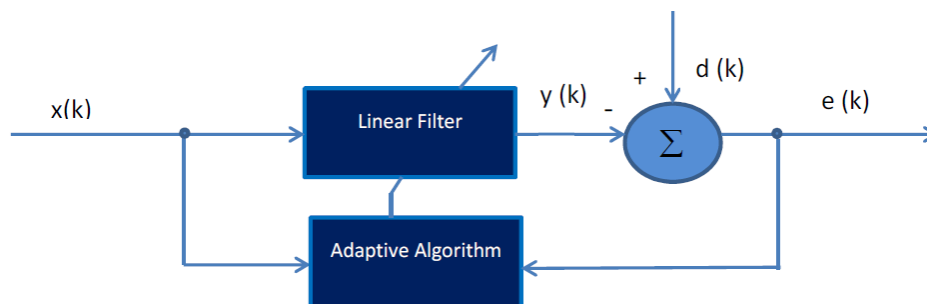 x(k)
Linear Filter
y (k)
-
+
d (k)
Σ
e (k)
Adaptive Algorithm